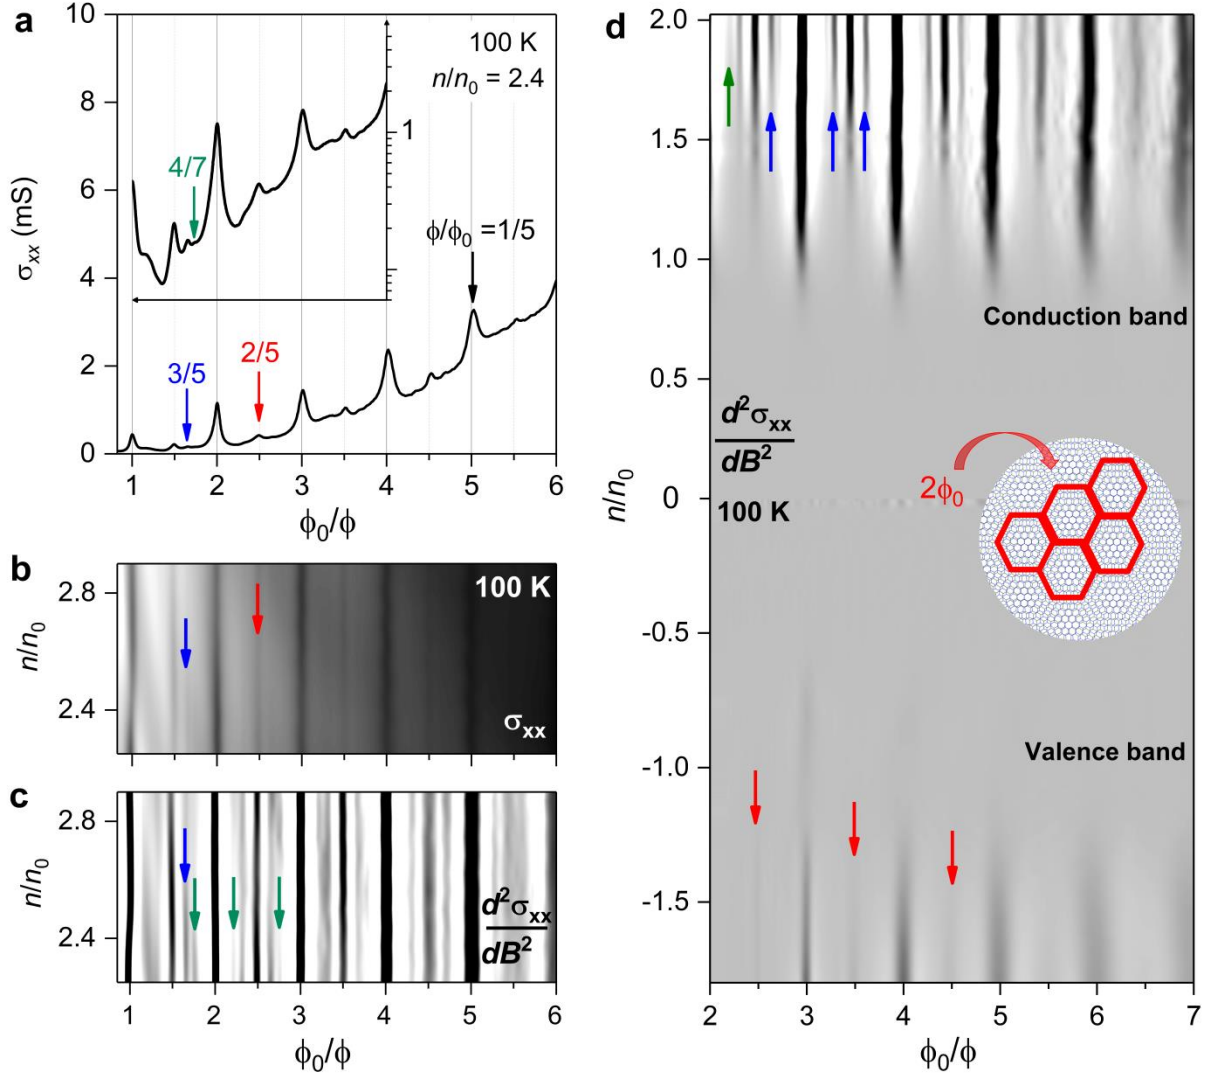 a
10
8
6
4
2
0
σxx (mS)
100 K
n/n0 = 2.4
1
4/7
ϕ/ϕ0 =1/5
3/5
2/5
1 2 3 4 5 6
ϕ0/ϕ
b
2.8
2.4
n/n0
100 K
σxx
c
2.8
2.4
n/n0
d²σxx
dB²
1 2 3 4 5 6
ϕ0/ϕ
d
2.0
1.5
1.0
0.5
0
-0.5
-1.0
-1.5
n/n0
Conduction band
d²σxx
dB²
100 K
2ϕ0
Valence band
2 3 4 5 6 7
ϕ0/ϕ